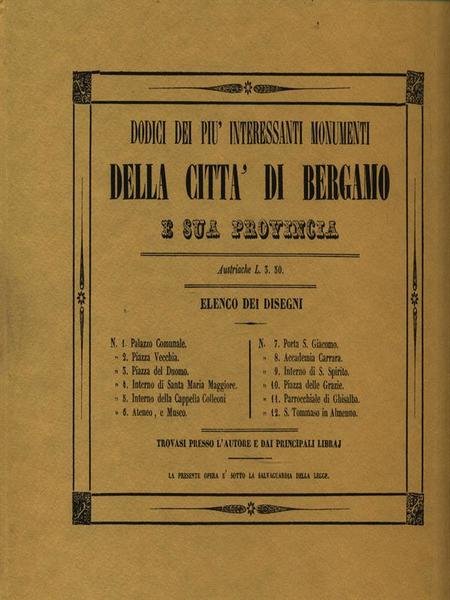 DODICI DEI PIU' INTERESSANTI MONUMENTI
DELLA CITTA' DI BERGAMO
E SUA PROVINCIA
Austriache L. 3. 50.
ELENCO DEI DISEGNI
N. 1. Palazzo Comunale.
» 2. Piazza Vecchia.
» 3. Piazza del Duomo.
» 4. Interno di Santa Maria Maggiore.
» 5. Interno della Cappella Colleoni
» 6. Ateneo, e Museo.
N. 7. Porta S. Giacomo.
» 8. Accademia Carrara.
» 9. Interno di S. Spirito.
» 10. Piazza delle Grazie.
» 11. Parrocchiale di Ghisalba.
» 12. S. Tommaso in Almenno.
TROVASI PRESSO L'AUTORE E DAI PRINCIPALI LIBRAJ
LA PRESENTE OPERA E' SOTTO LA SALVAGUARDIA DELLA LEGGE.